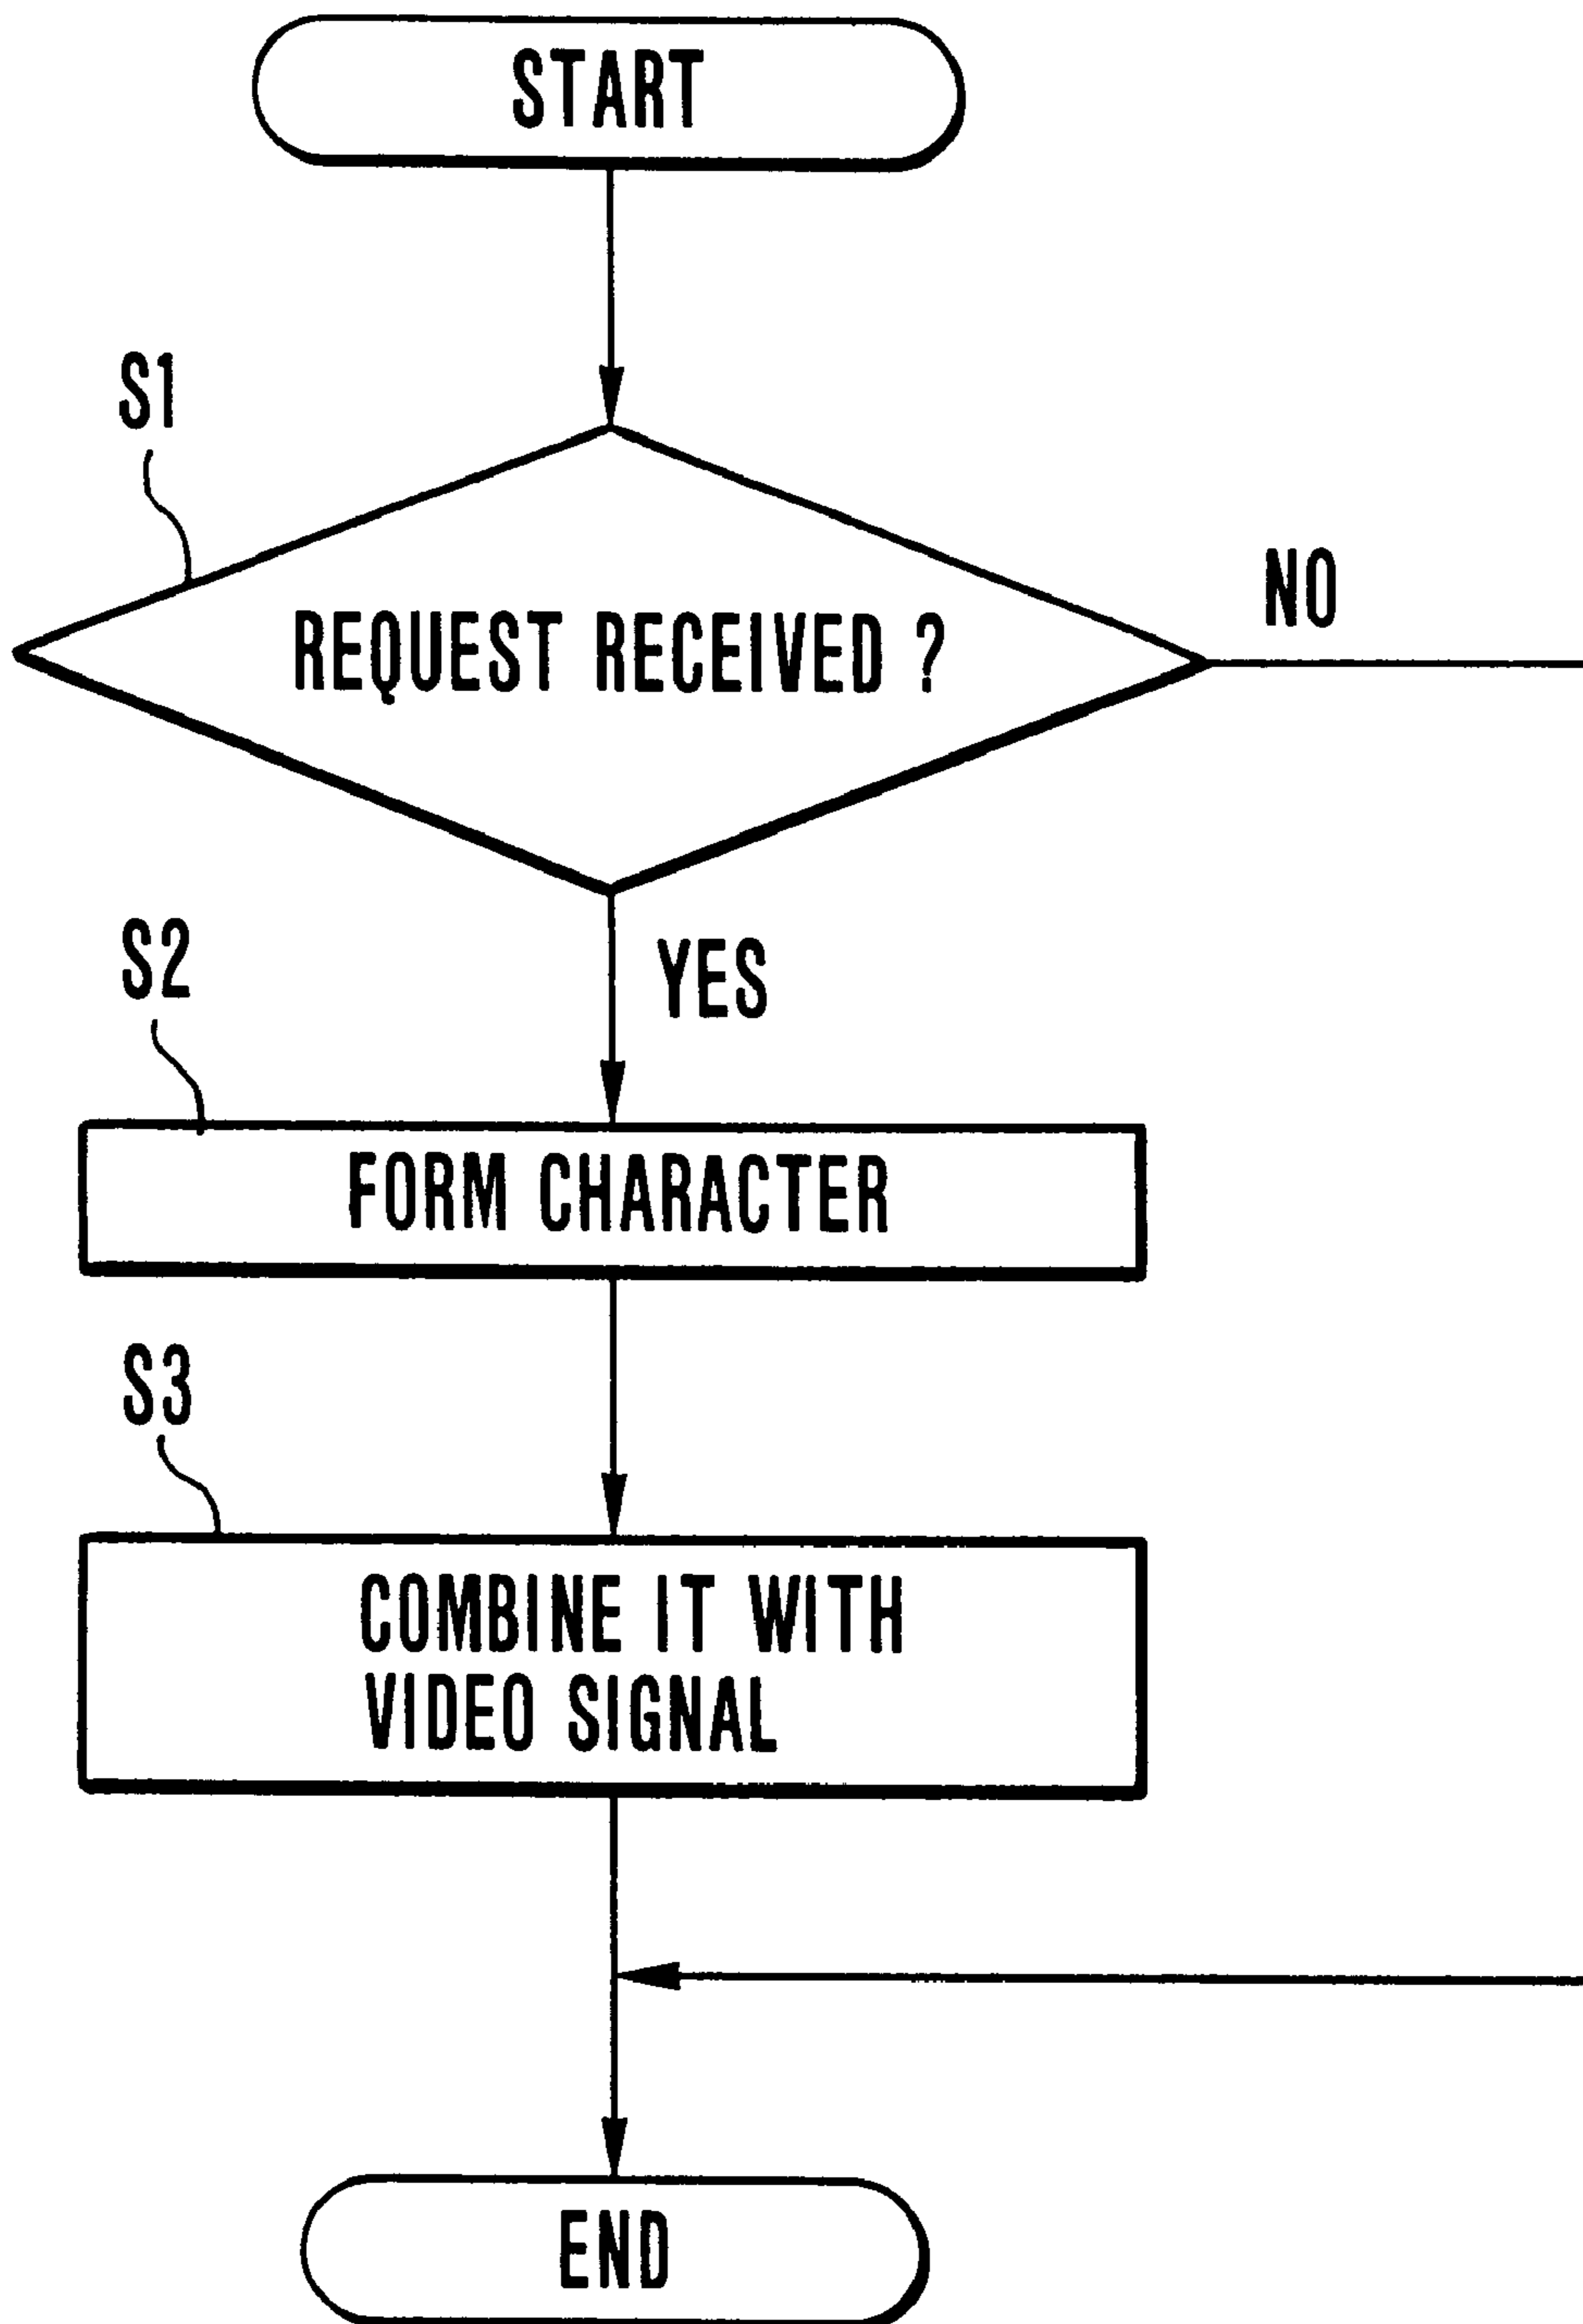 START
S1
NO
REQUEST RECEIVED ?
S2
YES
FORM CHARACTER
S3
COMBINE IT WITH
VIDEO SIGNAL
END